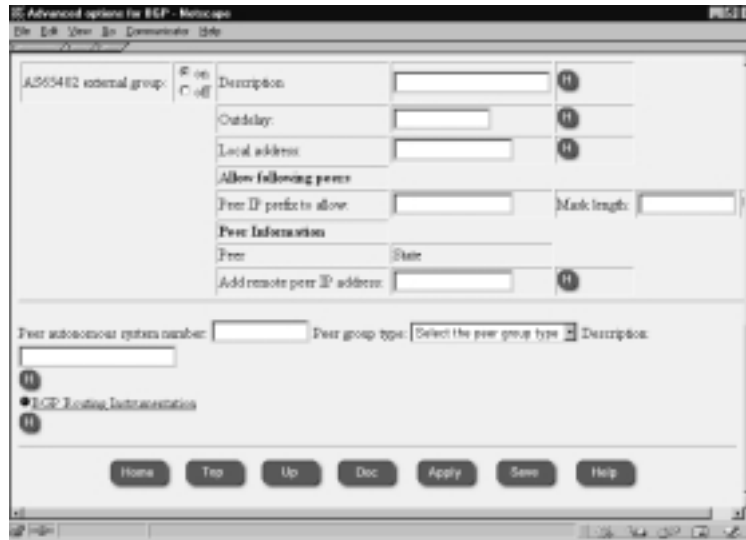 Advanced options for BGP - Netscape
File Edit View Go Communicator Help
AS65402 external group: on off
Description
Outdelay:
Local address:
Allow following peers
Peer IP prefix to allow: Mask length:
Peer Information
Peer State
Add remote peer IP address:
Peer autonomous system number: Peer group type: Select the peer group type Description:
BGP Routing Instrumentation
Home Top Up Doc Apply Save Help